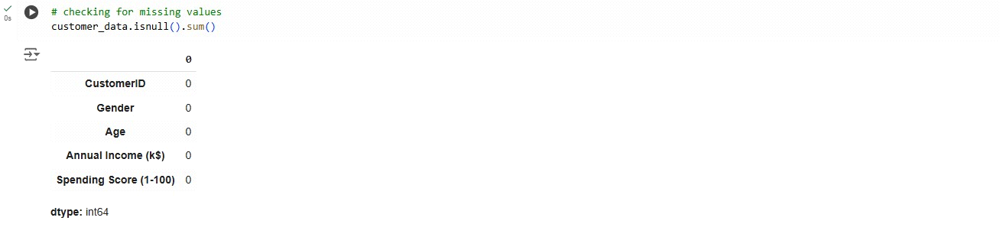 0s
# checking for missing values
customer_data.isnull().sum()
0
CustomerID 0
Gender 0
Age 0
Annual Income (k$) 0
Spending Score (1-100) 0
dtype: int64